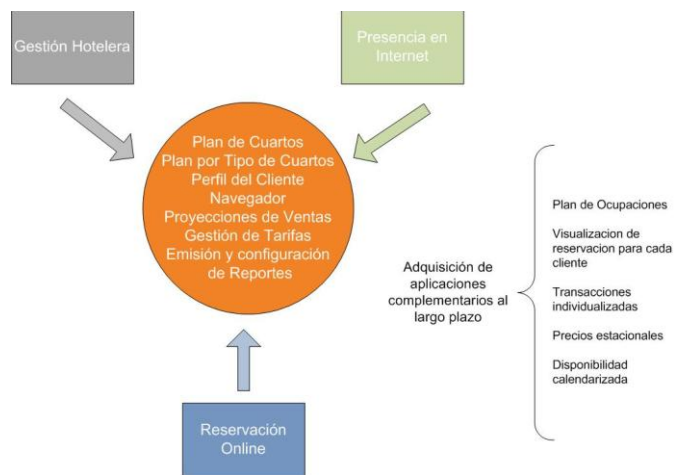 Gestión Hotelera
Presencia en
Internet
Plan de Cuartos
Plan por Tipo de Cuartos
Perfil del Cliente
Navegador
Proyecciones de Ventas
Gestión de Tarifas
Emisión y configuración
de Reportes
Adquisición de
aplicaciones
complementarios al
largo plazo
Plan de Ocupaciones
Visualizacion de
reservacion para cada
cliente
Transacciones
individualizadas
Precios estacionales
Disponibilidad
calendarizada
Reservación
Online